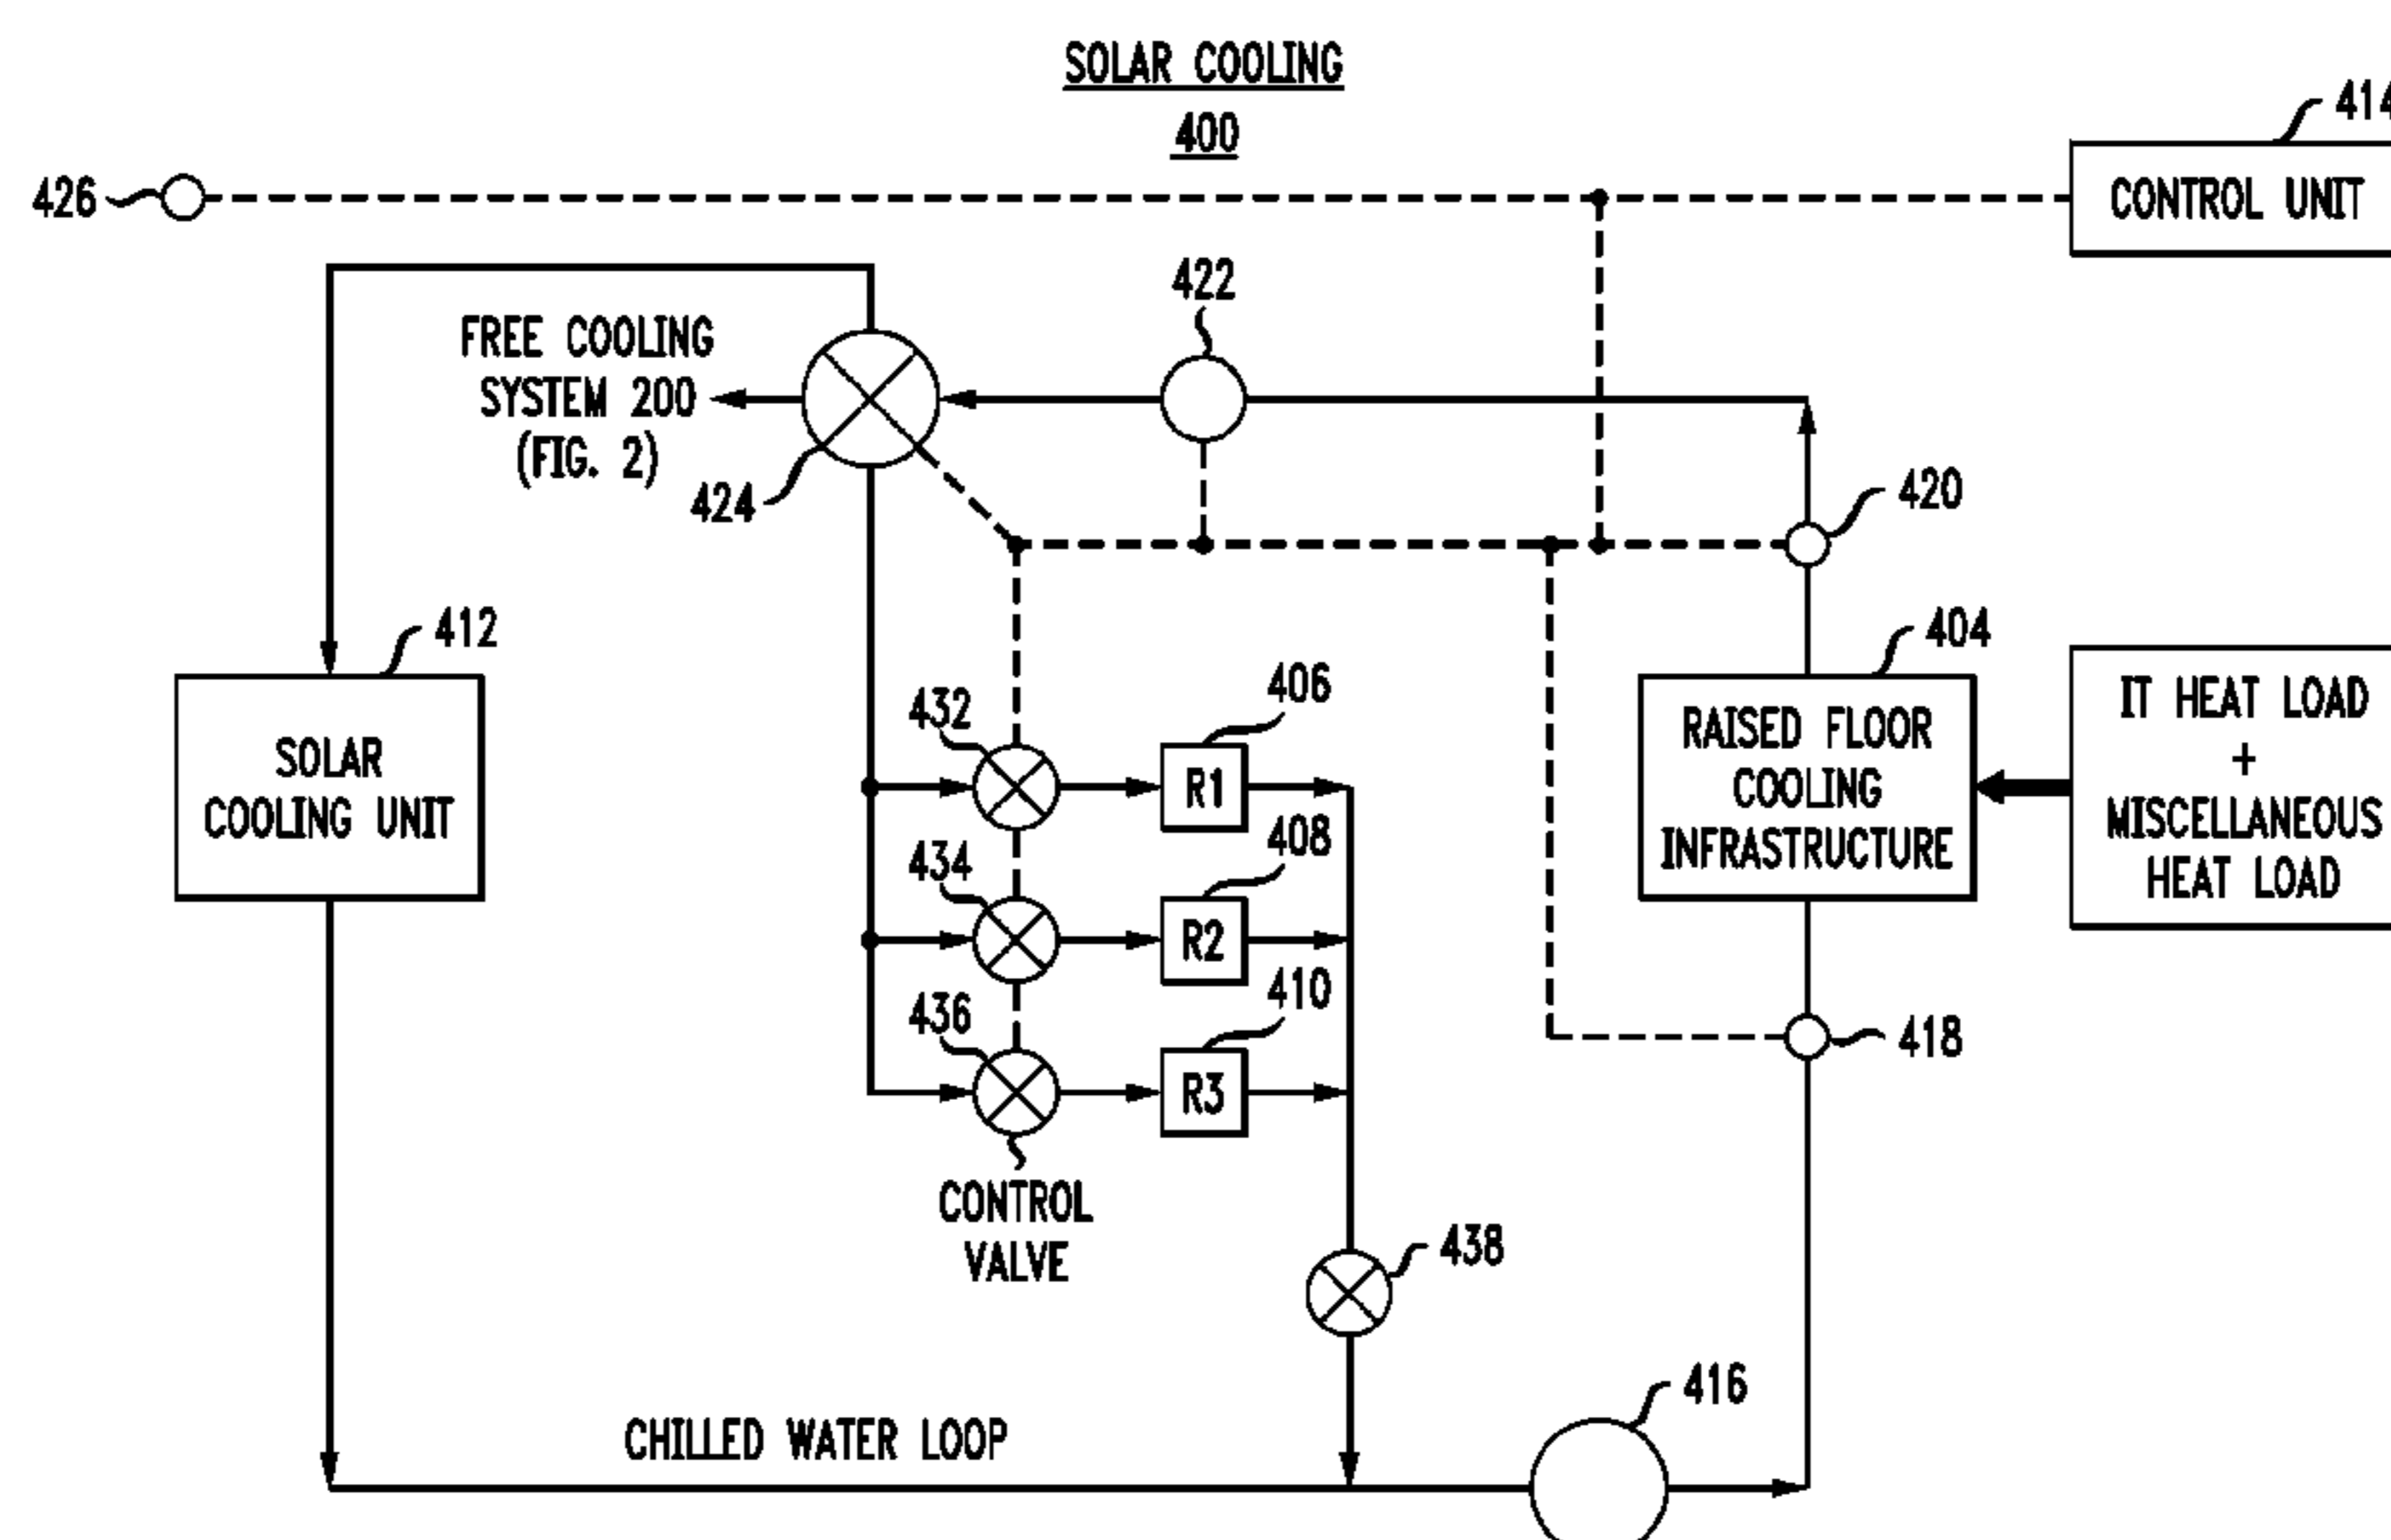 SOLAR COOLING
400
414
CONTROL UNIT
426
422
FREE COOLING
SYSTEM 200
(FIG. 2)
424
420
412
404
SOLAR
COOLING UNIT
432
406
R1
RAISED FLOOR
COOLING
INFRASTRUCTURE
IT HEAT LOAD
+
MISCELLANEOUS
HEAT LOAD
434
408
R2
436
410
R3
418
CONTROL
VALVE
438
416
CHILLED WATER LOOP